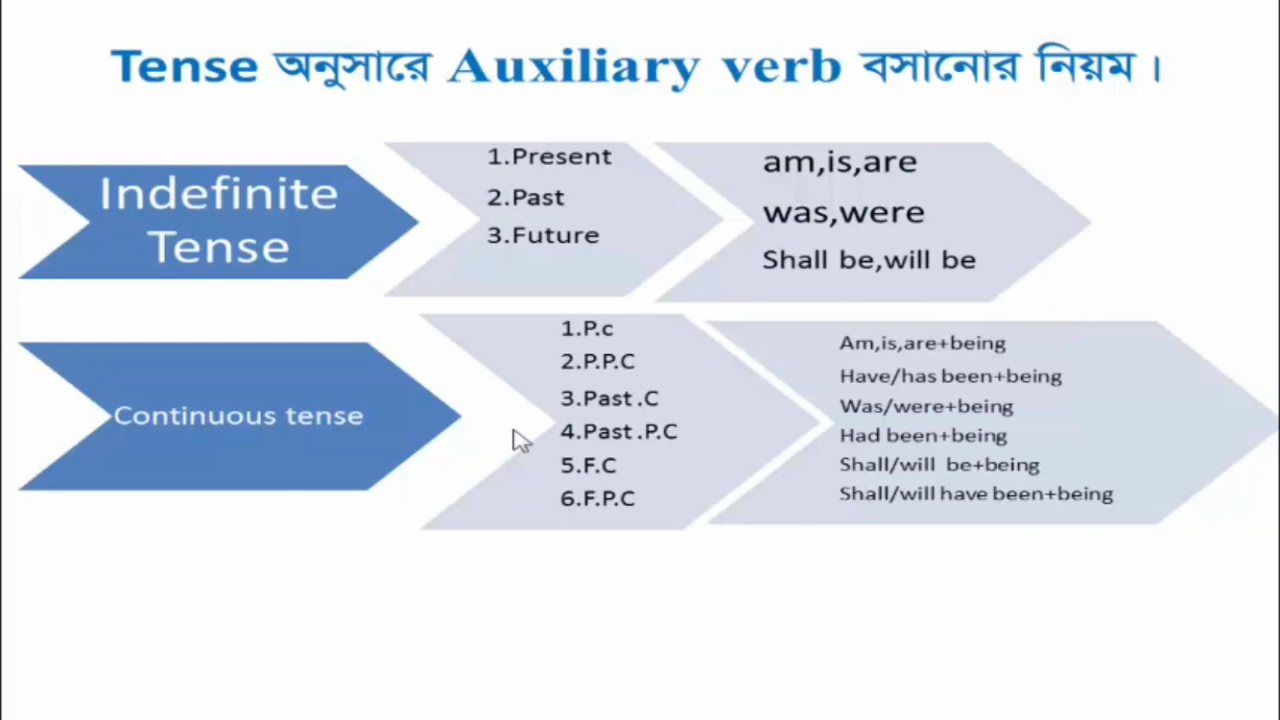 Tense অনুসারে Auxiliary verb বসানোর নিয়ম ।
Indefinite
Tense
1.Present
2.Past
3.Future
am,is,are
was,were
Shall be,will be
Continuous tense
1.P.c
2.P.P.C
3.Past .C
4.Past .P.C
5.F.C
6.F.P.C
Am,is,are+being
Have/has been+being
Was/were+being
Had been+being
Shall/will be+being
Shall/will have been+being